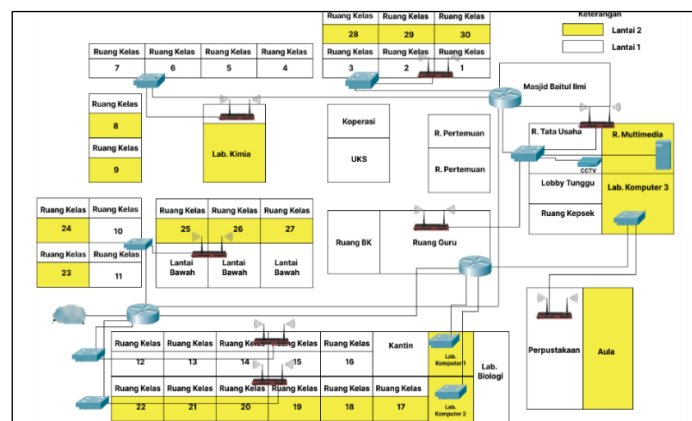 Keterangan
Lantai 2
Lantai 1
28 29 30
Ruang Kelas Ruang Kelas Ruang Kelas
3 2 1
Ruang Kelas Ruang Kelas Ruang Kelas Ruang Kelas
7 6 5 4
Masjid Baitul Ilmi
Ruang Kelas
8
Ruang Kelas
9
Lab. Kimia
Koperasi
UKS
R. Pertemuan
R. Pertemuan
R. Tata Usaha
R. Multimedia
CCTV
Lobby Tunggu
Lab. Komputer 3
Ruang Kepsek
Ruang Kelas Ruang Kelas
24 10
Ruang Kelas Ruang Kelas
23 11
Ruang Kelas Ruang Kelas Ruang Kelas
25 26 27
Lantai Bawah
Lantai Bawah
Lantai Bawah
Ruang BK
Ruang Guru
Perpustakaan
Aula
Ruang Kelas Ruang Kelas Ruang Kelas Ruang Kelas Ruang Kelas
12 13 14 15 16
Kantin
Lab. Komputer 1
Lab. Biologi
Ruang Kelas Ruang Kelas Ruang Kelas Ruang Kelas Ruang Kelas Ruang Kelas
22 21 20 19 18 17
Lab. Komputer 2